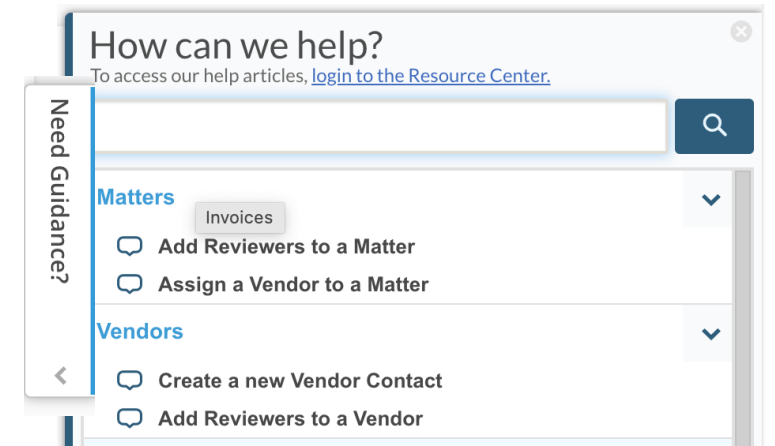 How can we help?
To access our help articles, login to the Resource Center.
Need Guidance?
Matters
Invoices
Add Reviewers to a Matter
Assign a Vendor to a Matter
Vendors
Create a new Vendor Contact
Add Reviewers to a Vendor